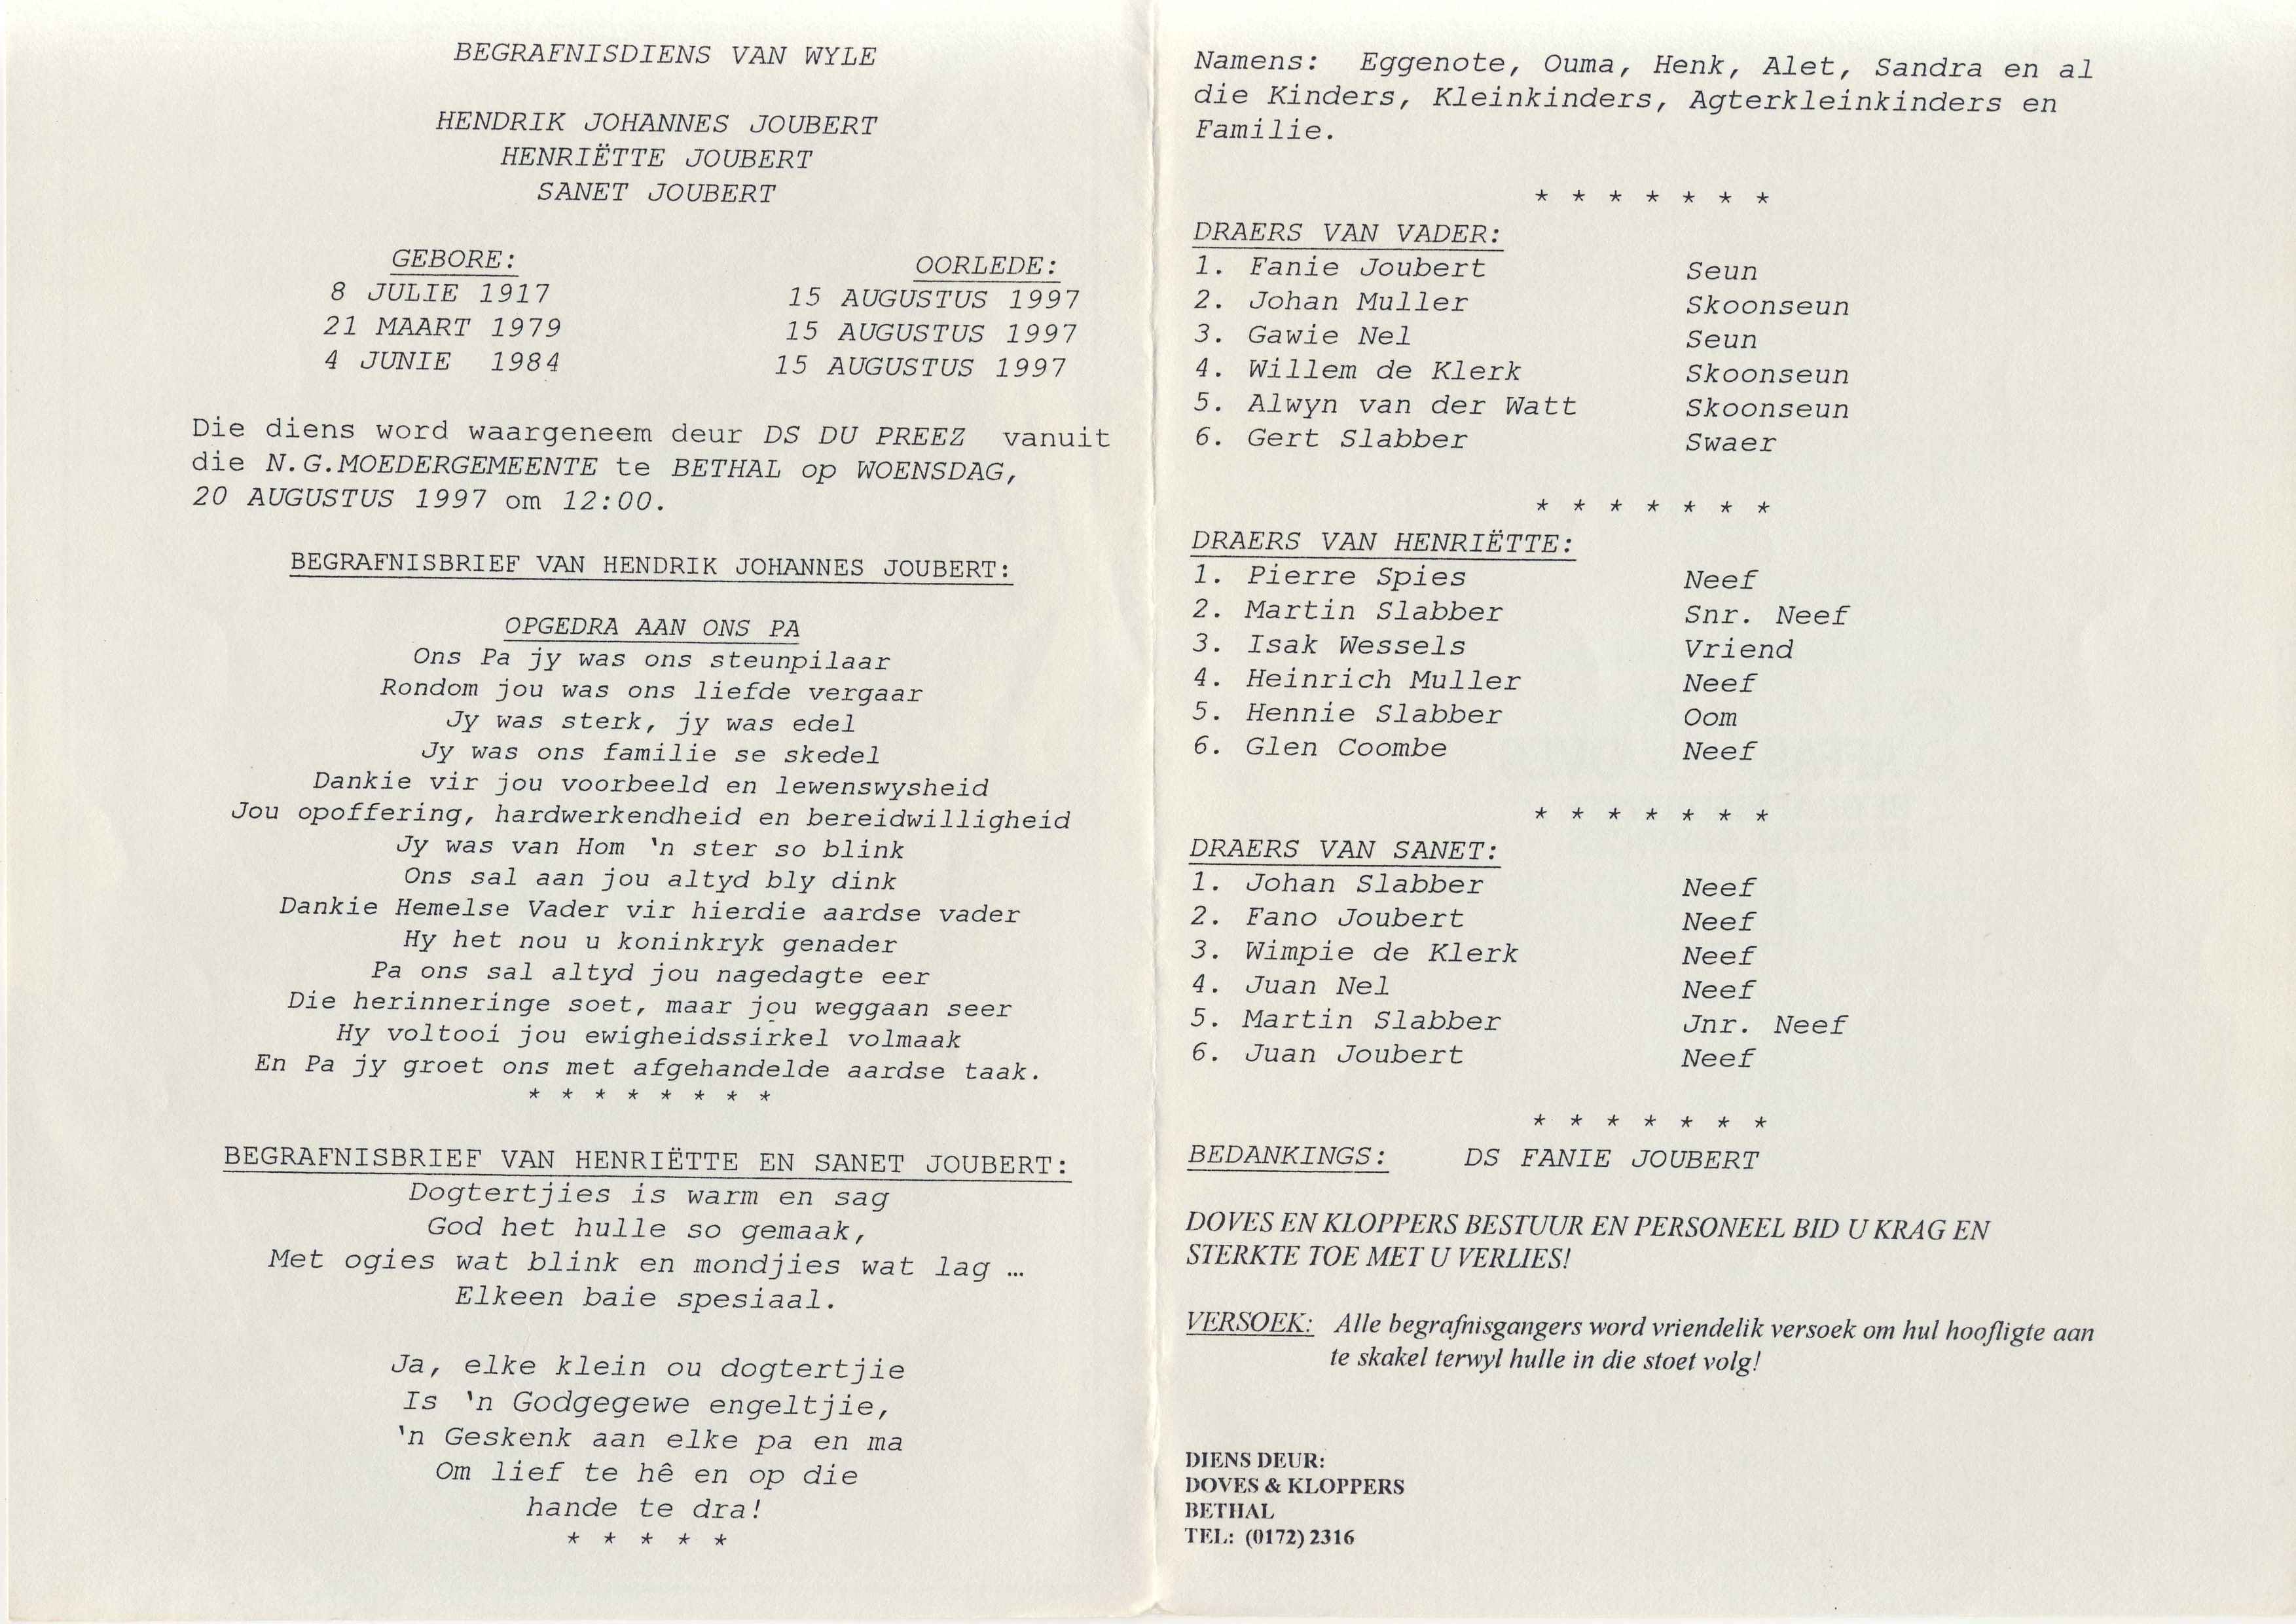 BEGRAFNISDIENS VAN WYLE
HENDRIK JOHANNES JOUBERT
HENRIËTTE JOUBERT
SANET JOUBERT
GEBORE: OORLEDE:
8 JULIE 1917 15 AUGUSTUS 1997
21 MAART 1979 15 AUGUSTUS 1997
4 JUNIE 1984 15 AUGUSTUS 1997
Die diens word waargeneem deur DS DU PREEZ vanuit
die N.G.MOEDERGEMEENTE te BETHAL op WOENSDAG,
20 AUGUSTUS 1997 om 12:00.
BEGRAFNISBRIEF VAN HENDRIK JOHANNES JOUBERT:
OPGEDRA AAN ONS PA
Ons Pa jy was ons steunpilaar
Rondom jou was ons liefde vergaar
Jy was sterk, jy was edel
Jy was ons familie se skedel
Dankie vir jou voorbeeld en lewenswysheid
Jou opoffering, hardwerkendheid en bereidwilligheid
Jy was van Hom 'n ster so blink
Ons sal aan jou altyd bly dink
Dankie Hemelse Vader vir hierdie aardse vader
Hy het nou u koninkryk genader
Pa ons sal altyd jou nagedagte eer
Die herinneringe soet, maar jou weggaan seer
Hy voltooi jou ewigheidssirkel volmaak
En Pa jy groet ons met afgehandelde aardse taak.
* * * * * * * *
BEGRAFNISBRIEF VAN HENRIËTTE EN SANET JOUBERT:
Dogtertjies is warm en sag
God het hulle so gemaak,
Met ogies wat blink en mondjies wat lag …
Elkeen baie spesiaal.
Ja, elke klein ou dogtertjie
Is 'n Godgegewe engeltjie,
'n Geskenk aan elke pa en ma
Om lief te hê en op die
hande te dra!
* * * * *
Namens: Eggenote, Ouma, Henk, Alet, Sandra en al
die Kinders, Kleinkinders, Agterkleinkinders en
Familie.
* * * * * * *
DRAERS VAN VADER:
1. Fanie Joubert Seun
2. Johan Muller Skoonseun
3. Gawie Nel Seun
4. Willem de Klerk Skoonseun
5. Alwyn van der Watt Skoonseun
6. Gert Slabber Swaer
* * * * * * *
DRAERS VAN HENRIËTTE:
1. Pierre Spies Neef
2. Martin Slabber Snr. Neef
3. Isak Wessels Vriend
4. Heinrich Muller Neef
5. Hennie Slabber Oom
6. Glen Coombe Neef
* * * * * * *
DRAERS VAN SANET:
1. Johan Slabber Neef
2. Fano Joubert Neef
3. Wimpie de Klerk Neef
4. Juan Nel Neef
5. Martin Slabber Jnr. Neef
6. Juan Joubert Neef
* * * * * * *
BEDANKINGS: DS FANIE JOUBERT
DOVES EN KLOPPERS BESTUUR EN PERSONEEL BID U KRAG EN
STERKTE TOE MET U VERLIES!
VERSOEK: Alle begrafnisgangers word vriendelik versoek om hul hoofligte aan
te skakel terwyl hulle in die stoet volg!
DIENS DEUR:
DOVES & KLOPPERS
BETHAL
TEL: (0172) 2316